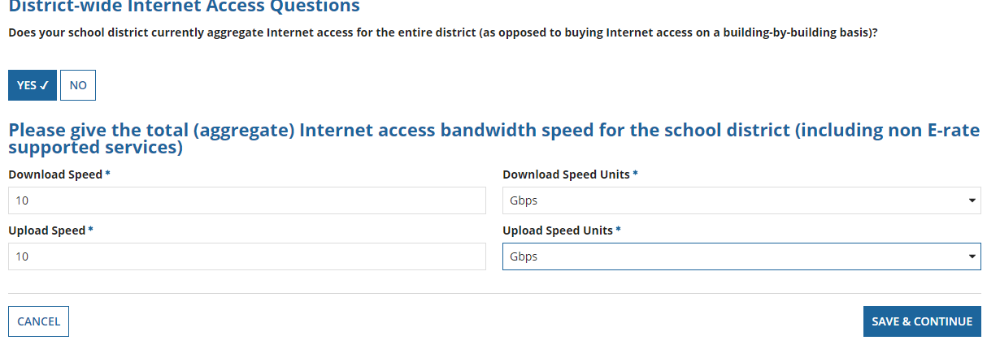 District-wide Internet Access Questions
Does your school district currently aggregate Internet access for the entire district (as opposed to buying Internet access on a building-by-building basis)?
YES ✓ NO
Please give the total (aggregate) Internet access bandwidth speed for the school district (including non E-rate
supported services)
Download Speed * Download Speed Units *
10 Gbps
Upload Speed * Upload Speed Units *
10 Gbps
CANCEL SAVE & CONTINUE